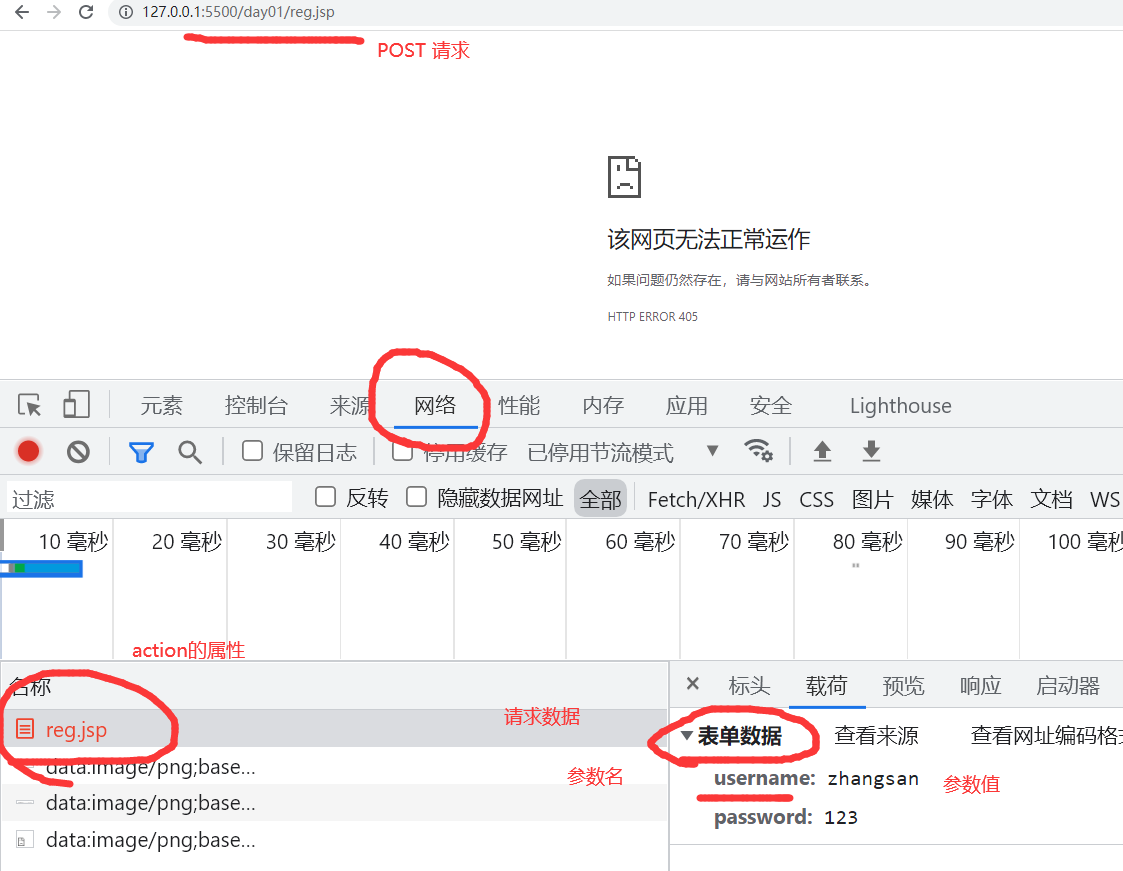 127.0.0.1:5500/day01/reg.jsp
POST 请求
该网页无法正常运作
如果问题仍然存在，请与网站所有者联系。
HTTP ERROR 405
元素 控制台 来源 网络 性能 内存 应用 安全 Lighthouse
保留日志 停用缓存 已停用节流模式
过滤 反转 隐藏数据网址 全部 Fetch/XHR JS CSS 图片 媒体 字体 文档 WS
10 毫秒 20 毫秒 30 毫秒 40 毫秒 50 毫秒 60 毫秒 70 毫秒 80 毫秒 90 毫秒 100 毫秒
action的属性
名称
标头 载荷 预览 响应 启动器
reg.jsp
请求数据
表单数据 查看来源 查看网址编码格式
data:image/png;base...
参数名
username: zhangsan
参数值
data:image/png;base...
password: 123
data:image/png;base...